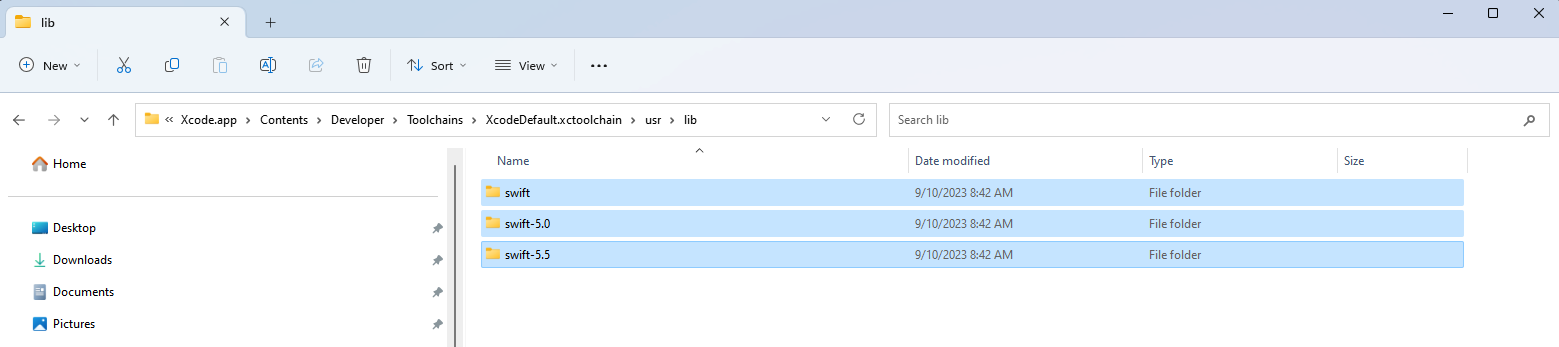 lib
New Sort View
Xcode.app Contents Developer Toolchains XcodeDefault.xctoolchain usr lib Search lib
Home
Desktop
Downloads
Documents
Pictures
Name Date modified Type Size
swift 9/10/2023 8:42 AM File folder
swift-5.0 9/10/2023 8:42 AM File folder
swift-5.5 9/10/2023 8:42 AM File folder